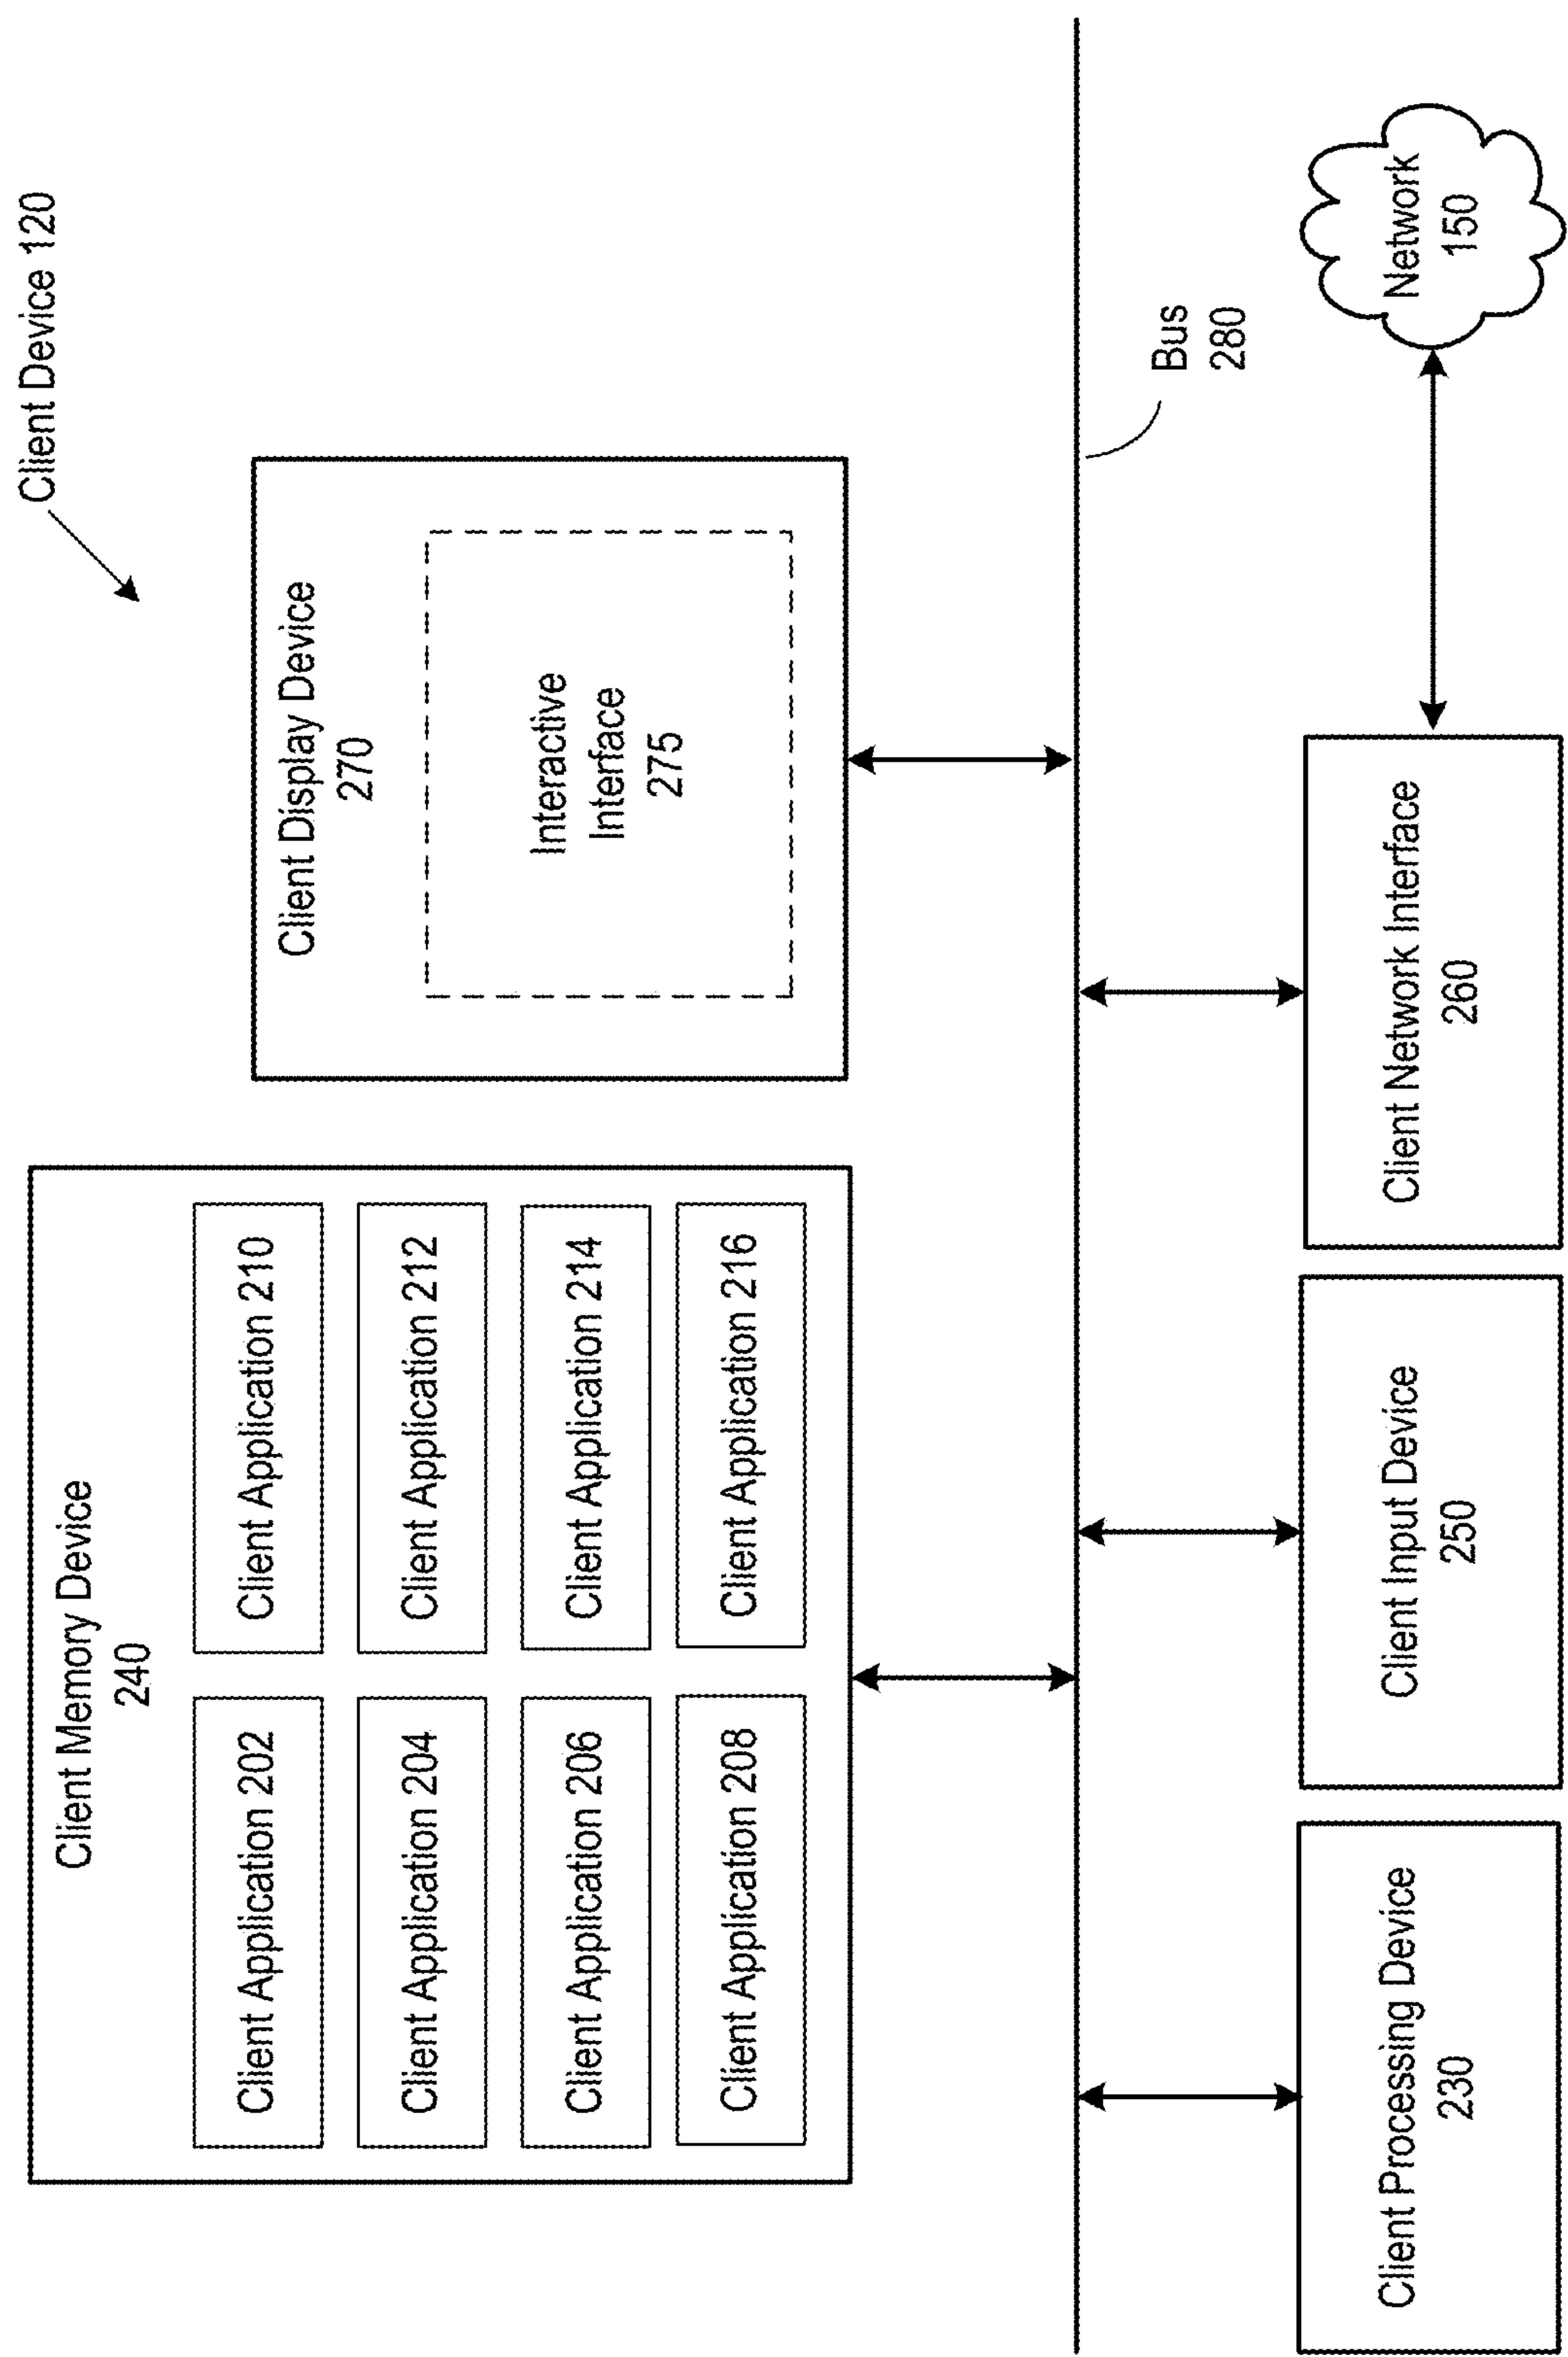 Client Device 120
Client Memory Device
240
Client Application 202
Client Application 210
Client Application 204
Client Application 212
Client Application 206
Client Application 214
Client Application 208
Client Application 216
Client Display Device
270
Interactive
Interface
275
Bus
280
Client Processing Device
230
Client Input Device
250
Client Network Interface
260
Network
150